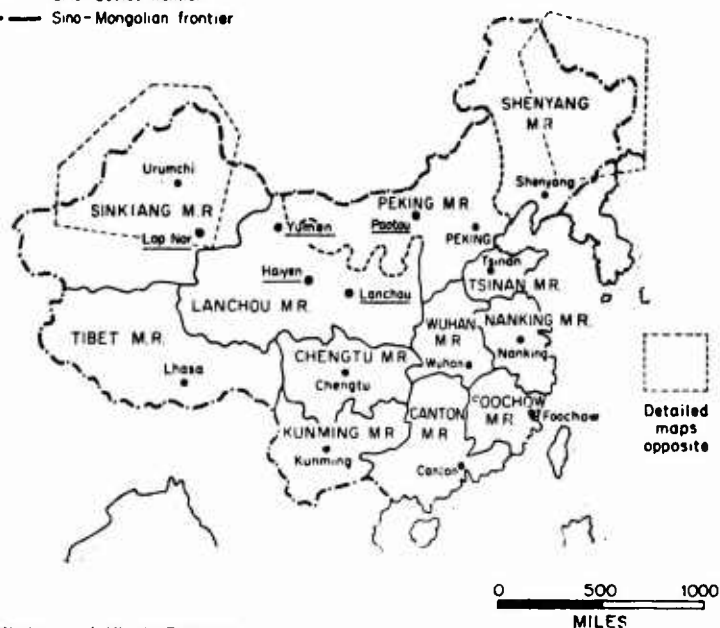 Sino-Mongolian frontier
SHENYANG
M R
Urumchi
Shenyang
SINKIANG M.R
PEKING M R
Yumen
Paotou
Lop Nor
PEKING
Tsinan
Haiyen
TSINAN M R.
Lanchou
LANCHOU M R.
WUHAN
M R
NANKING M R.
TIBET M.R.
CHENGTU M R
Wuhan
Nanking
Lhasa
Chengtu
CANTON
M R
FOOCHOW
M R
Foochow
Detailed
maps
opposite
KUNMING M R
Kunming
Canton
0 500 1000
MILES